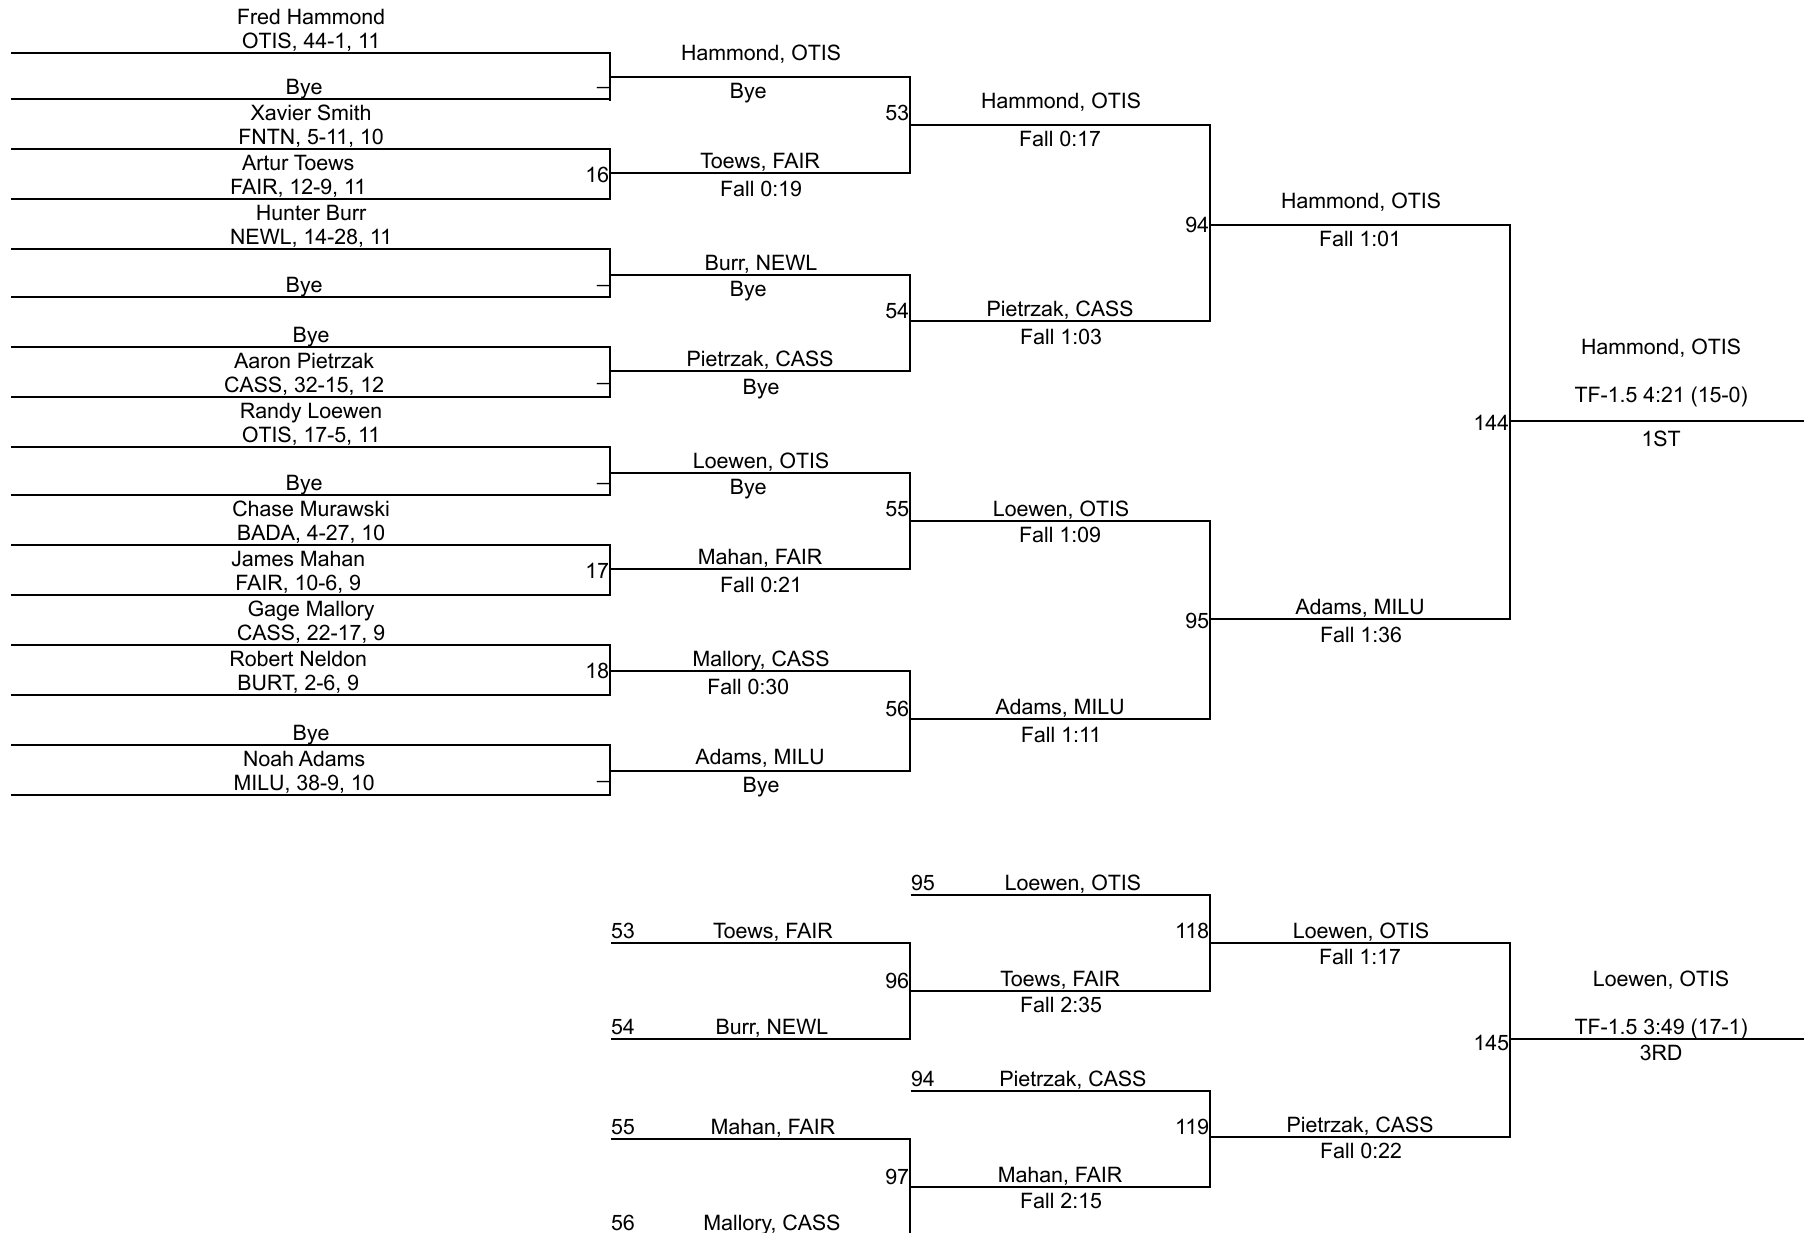 Fred Hammond
OTIS, 44-1, 11
Bye
Xavier Smith
FNTN, 5-11, 10
Artur Toews
FAIR, 12-9, 11
Hunter Burr
NEWL, 14-28, 11
Bye
Bye
Aaron Pietrzak
CASS, 32-15, 12
Randy Loewen
OTIS, 17-5, 11
Bye
Chase Murawski
BADA, 4-27, 10
James Mahan
FAIR, 10-6, 9
Gage Mallory
CASS, 22-17, 9
Robert Neldon
BURT, 2-6, 9
Bye
Noah Adams
MILU, 38-9, 10
Hammond, OTIS
Bye
16
Toews, FAIR
Fall 0:19
Burr, NEWL
Bye
Pietrzak, CASS
Bye
Loewen, OTIS
Bye
17
Mahan, FAIR
Fall 0:21
18
Mallory, CASS
Fall 0:30
Adams, MILU
Bye
53
Hammond, OTIS
Fall 0:17
54
Pietrzak, CASS
Fall 1:03
55
Loewen, OTIS
Fall 1:09
56
Adams, MILU
Fall 1:11
94
Hammond, OTIS
Fall 1:01
95
Adams, MILU
Fall 1:36
144
Hammond, OTIS
TF-1.5 4:21 (15-0)
1ST
53
Toews, FAIR
54
Burr, NEWL
55
Mahan, FAIR
56
Mallory, CASS
95
Loewen, OTIS
96
Toews, FAIR
Fall 2:35
94
Pietrzak, CASS
97
Mahan, FAIR
Fall 2:15
118
Loewen, OTIS
Fall 1:17
119
Pietrzak, CASS
Fall 0:22
145
Loewen, OTIS
TF-1.5 3:49 (17-1)
3RD